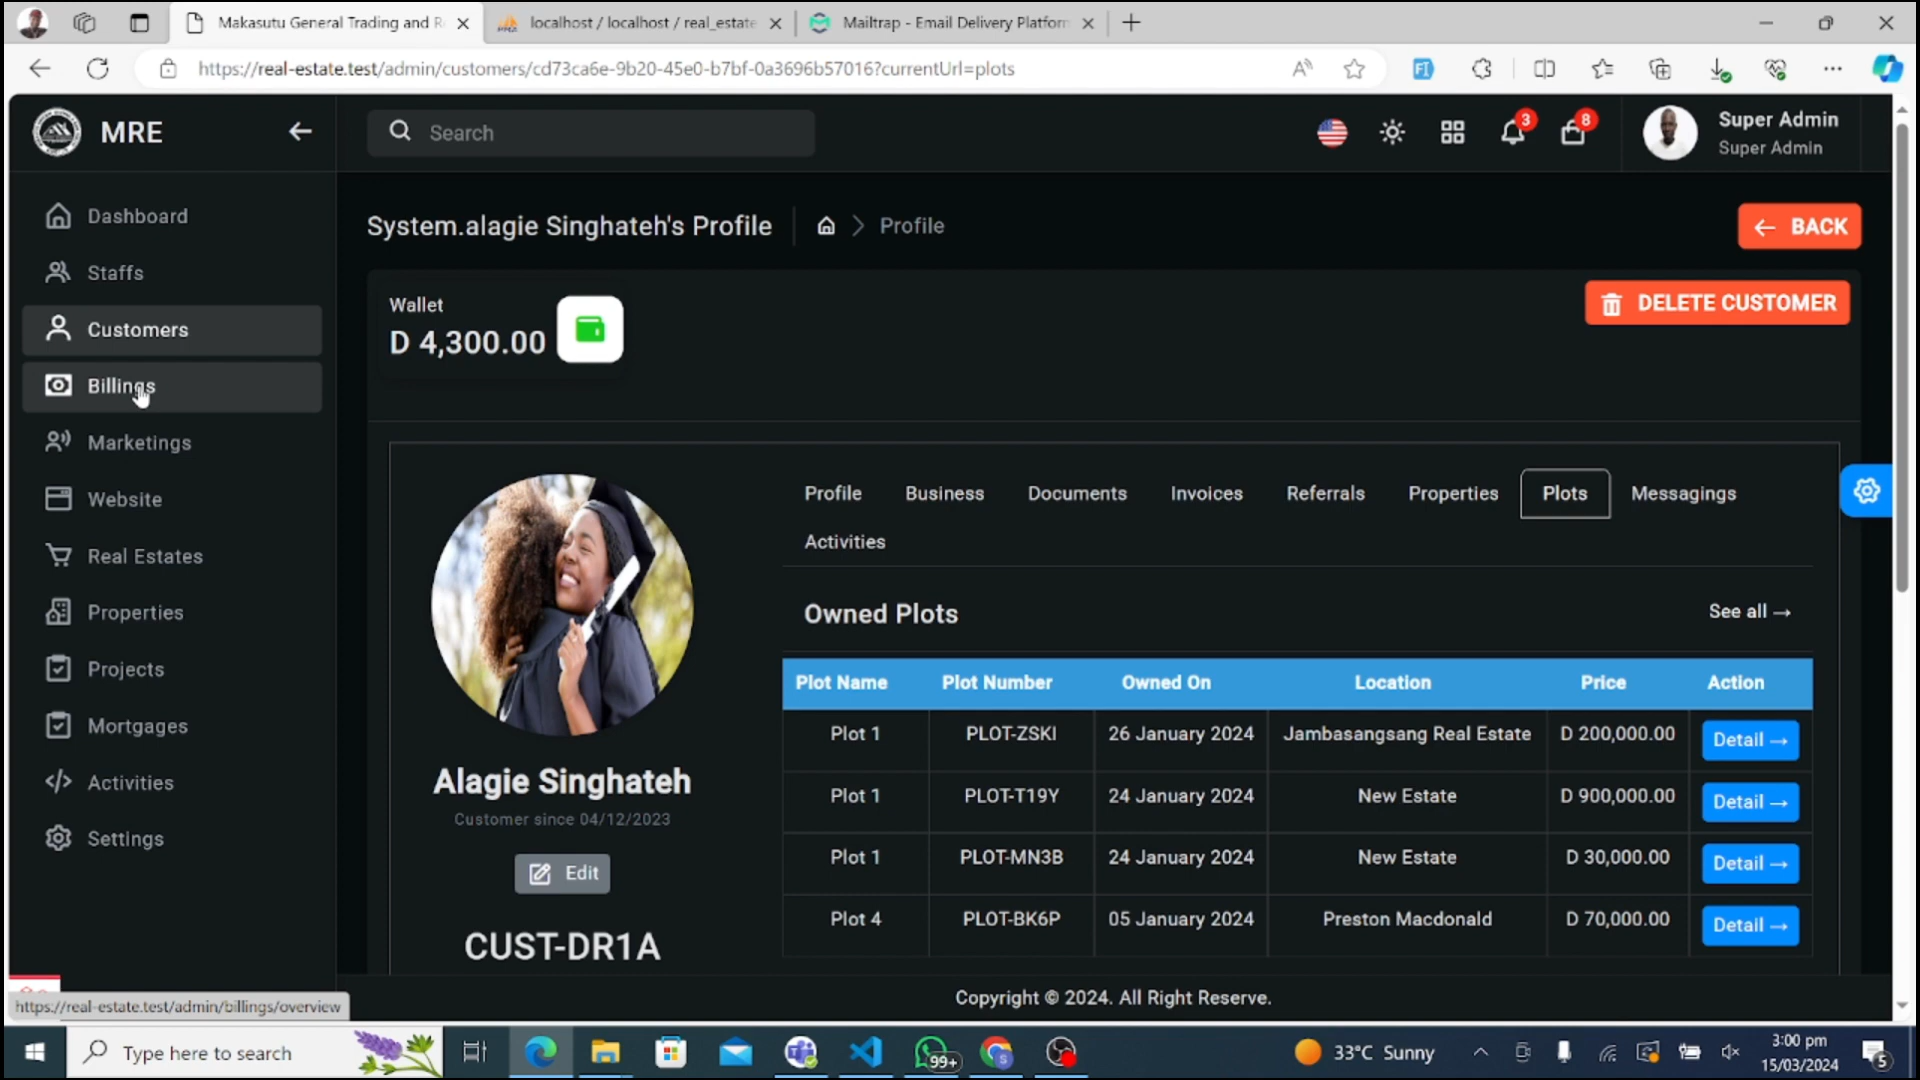 Makasutu General Trading and R
localhost / localhost / real_estate
Mailtrap - Email Delivery Platform
https://real-estate.test/admin/customers/cd73ca6e-9b20-45e0-b7bf-0a3696b57016?currentUrl=plots
MRE
Search
3
8
Super Admin
Super Admin
Dashboard
Staffs
Customers
Billings
Marketings
Website
Real Estates
Properties
Projects
Mortgages
Activities
Settings
System.alagie Singhateh's Profile
Profile
← BACK
Wallet
D 4,300.00
DELETE CUSTOMER
Profile Business Documents Invoices Referrals Properties Plots Messagings
Activities
Owned Plots
See all →
Plot Name Plot Number Owned On Location Price Action
Plot 1 PLOT-ZSKI 26 January 2024 Jambasangsang Real Estate D 200,000.00 Detail →
Plot 1 PLOT-T19Y 24 January 2024 New Estate D 900,000.00 Detail →
Plot 1 PLOT-MN3B 24 January 2024 New Estate D 30,000.00 Detail →
Plot 4 PLOT-BK6P 05 January 2024 Preston Macdonald D 70,000.00 Detail →
Alagie Singhateh
Customer since 04/12/2023
Edit
CUST-DR1A
Copyright © 2024. All Right Reserve.
https://real-estate.test/admin/billings/overview
Type here to search
99+
33°C Sunny
3:00 pm
15/03/2024
5